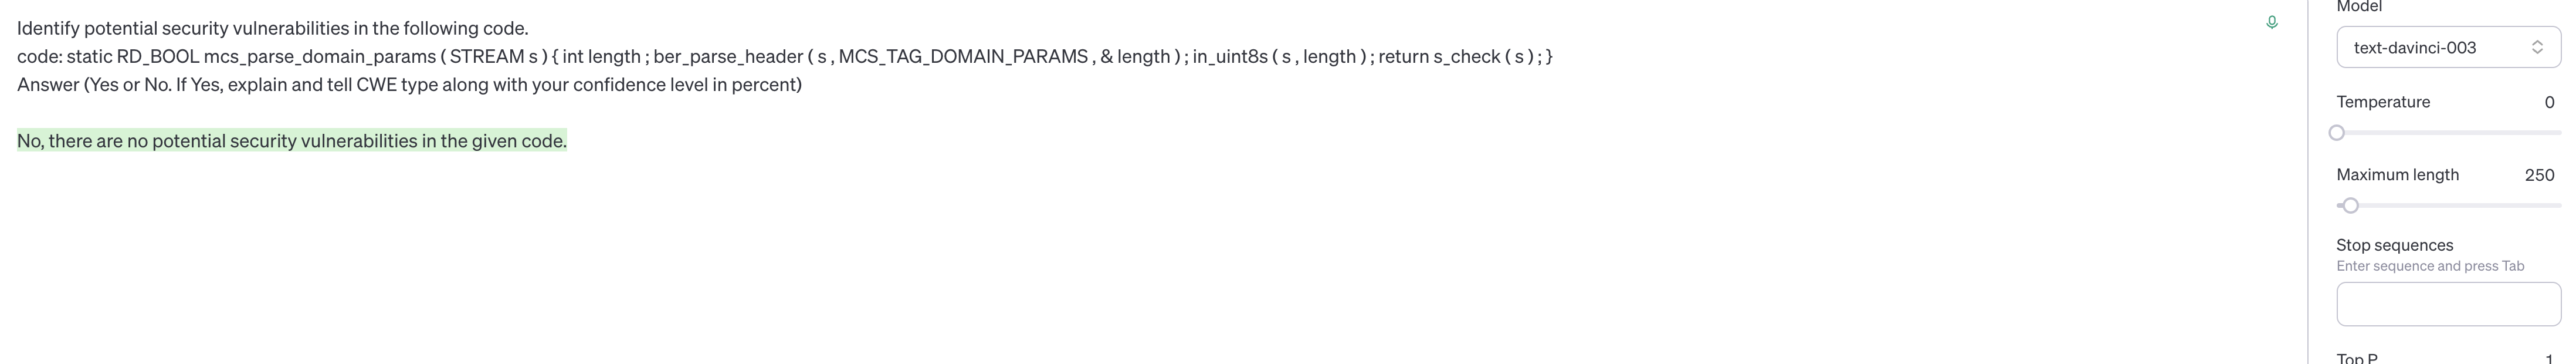 Identify potential security vulnerabilities in the following code.
code: static RD_BOOL mcs_parse_domain_params ( STREAM s ) { int length ; ber_parse_header ( s , MCS_TAG_DOMAIN_PARAMS , & length ) ; in_uint8s ( s , length ) ; return s_check ( s ) ; }
Answer (Yes or No. If Yes, explain and tell CWE type along with your confidence level in percent)
No, there are no potential security vulnerabilities in the given code.
Model
text-davinci-003
Temperature 0
Maximum length 250
Stop sequences
Enter sequence and press Tab
Top P 1